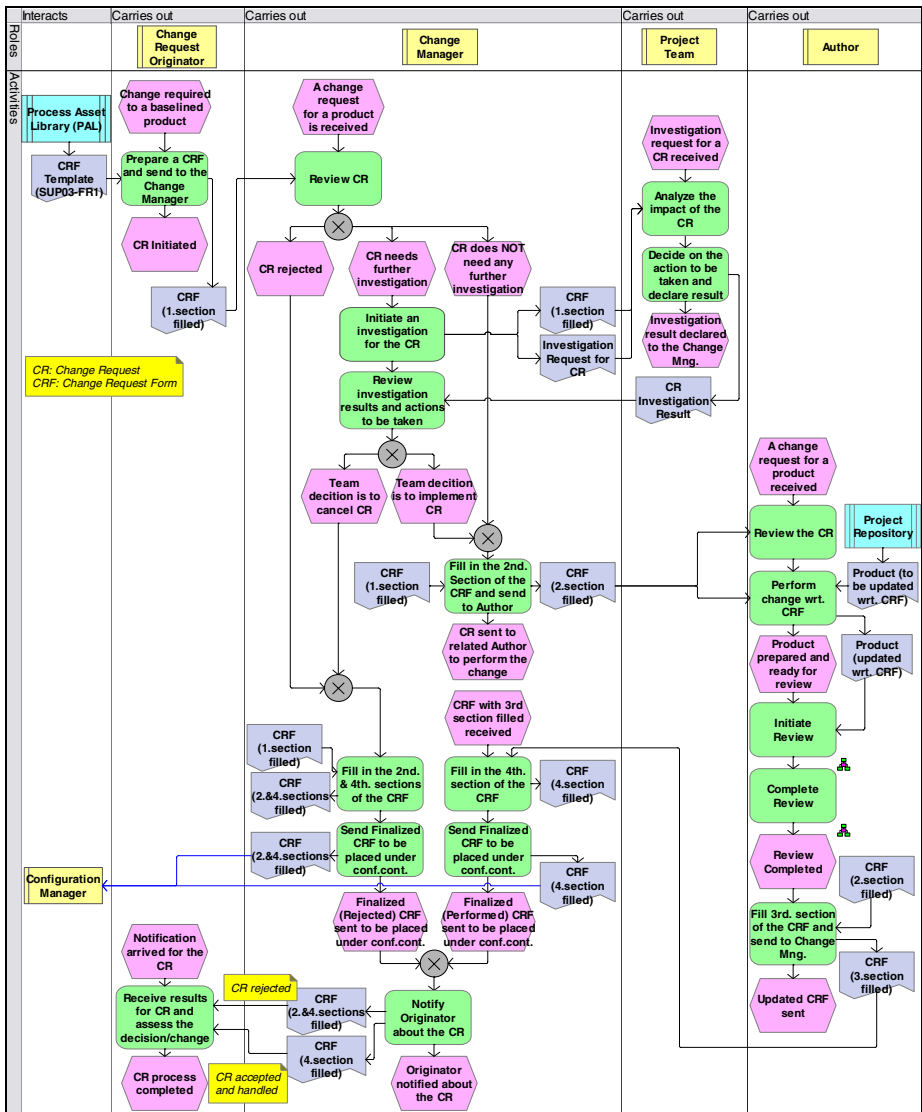 Interacts
Carries out
Carries out
Carries out
Carries out
Roles
Change
Request
Originator
Change
Manager
Project
Team
Author
Activities
Process Asset
Library (PAL)
CRF
Template
(SUP03-FR1)
Change required
to a baselined
product
Prepare a CRF
and send to the
Change
Manager
CR Initiated
CRF
(1.section
filled)
A change
request
for a product
is received
Review CR
CR rejected
CR needs
further
investigation
CR does NOT
need any
further
investigation
Initiate an
investigation
for the CR
CRF
(1.section
filled)
Investigation
Request for
CR
Investigation
request for a
CR received
Analyze the
impact of the
CR
Decide on the
action to be
taken and
declare result
Investigation
result declared
to the Change
Mng.
CR: Change Request
CRF: Change Request Form
Review
investigation
results and actions
to be taken
CR
Investigation
Result
Team
decition is to
cancel CR
Team decition
is to implement
CR
A change
request for a
product
received
Review the CR
Project
Repository
CRF
(1.section
filled)
Fill in the 2nd.
Section of the
CRF and send
to Author
CRF
(2.section
filled)
Perform
change wrt.
CRF
Product (to
be updated
wrt. CRF)
CR sent to
related Author
to perform the
change
Product
prepared and
ready for
review
Product
(updated
wrt. CRF)
Initiate
Review
CRF with 3rd
section filled
received
CRF
(1.section
filled)
CRF
(2.&4.sections
filled)
Fill in the 2nd.
& 4th. sections
of the CRF
Fill in the 4th.
section of the
CRF
CRF
(4.section
filled)
Complete
Review
CRF
(2.&4.sections
filled)
Send Finalized
CRF to be
placed under
conf.cont.
Send Finalized
CRF to be
placed under
conf.cont.
CRF
(4.section
filled)
Review
Completed
CRF
(2.section
filled)
Configuration
Manager
Finalized
(Rejected) CRF
sent to be placed
under conf.cont.
Finalized
(Performed) CRF
sent to be placed
under conf.cont.
Fill 3rd. section
of the CRF and
send to Change
Mng.
CRF
(3.section
filled)
Updated CRF
sent
Notification
arrived for the
CR
CR rejected
Receive results
for CR and
assess the
decision/change
CRF
(2.&4.sections
filled)
Notify
Originator
about the CR
CRF
(4.section
filled)
CR process
completed
CR accepted
and handled
Originator
notified about
the CR